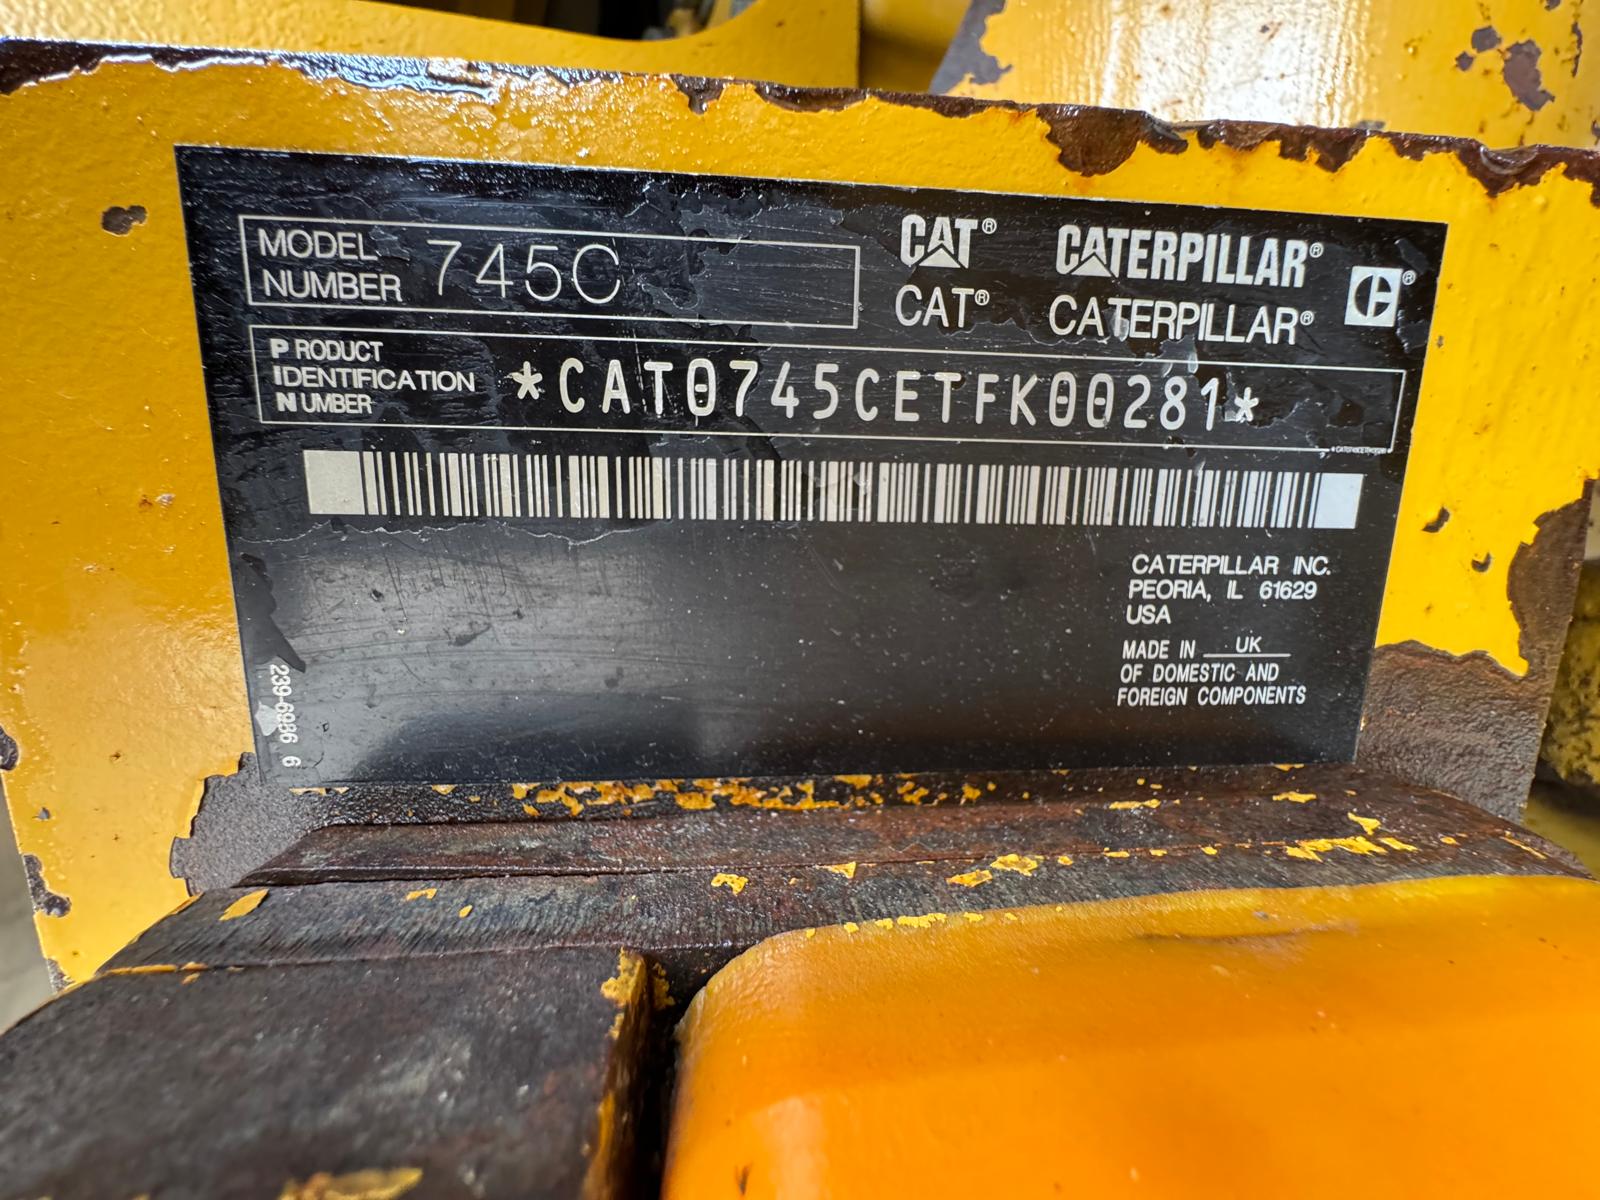 MODEL
NUMBER 745C
CAT® CATERPILLAR®
CAT® CATERPILLAR®
PRODUCT
IDENTIFICATION
NUMBER
*CAT0745CETFK00281*
CATERPILLAR INC.
PEORIA, IL 61629
USA
MADE IN UK
OF DOMESTIC AND
FOREIGN COMPONENTS
239-6986 6